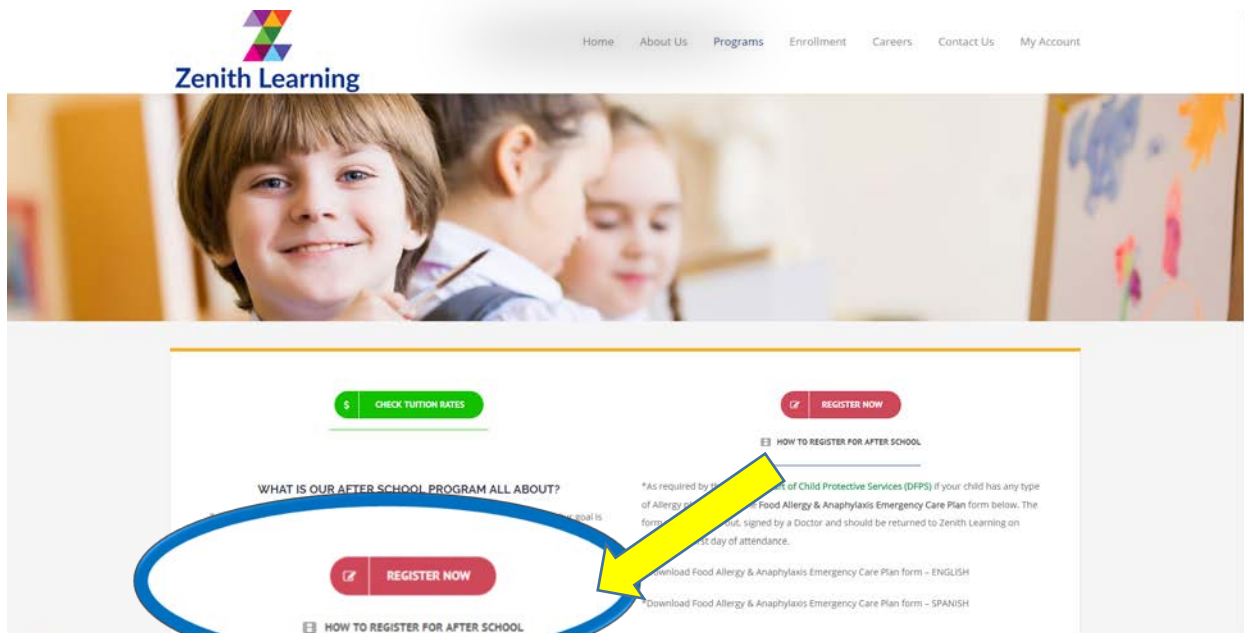 Zenith Learning
Home About Us Programs Enrollment Careers Contact Us My Account
CHECK TUITION RATES
WHAT IS OUR AFTER SCHOOL PROGRAM ALL ABOUT?
goal is
REGISTER NOW
HOW TO REGISTER FOR AFTER SCHOOL
REGISTER NOW
HOW TO REGISTER FOR AFTER SCHOOL
*As required by of Child Protective Services (DFPS) if your child has any type
of Allergy Food Allergy & Anaphylaxis Emergency Care Plan form below. The
form out, signed by a Doctor and should be returned to Zenith Learning on
day of attendance.
Download Food Allergy & Anaphylaxis Emergency Care Plan form – ENGLISH
*Download Food Allergy & Anaphylaxis Emergency Care Plan form – SPANISH